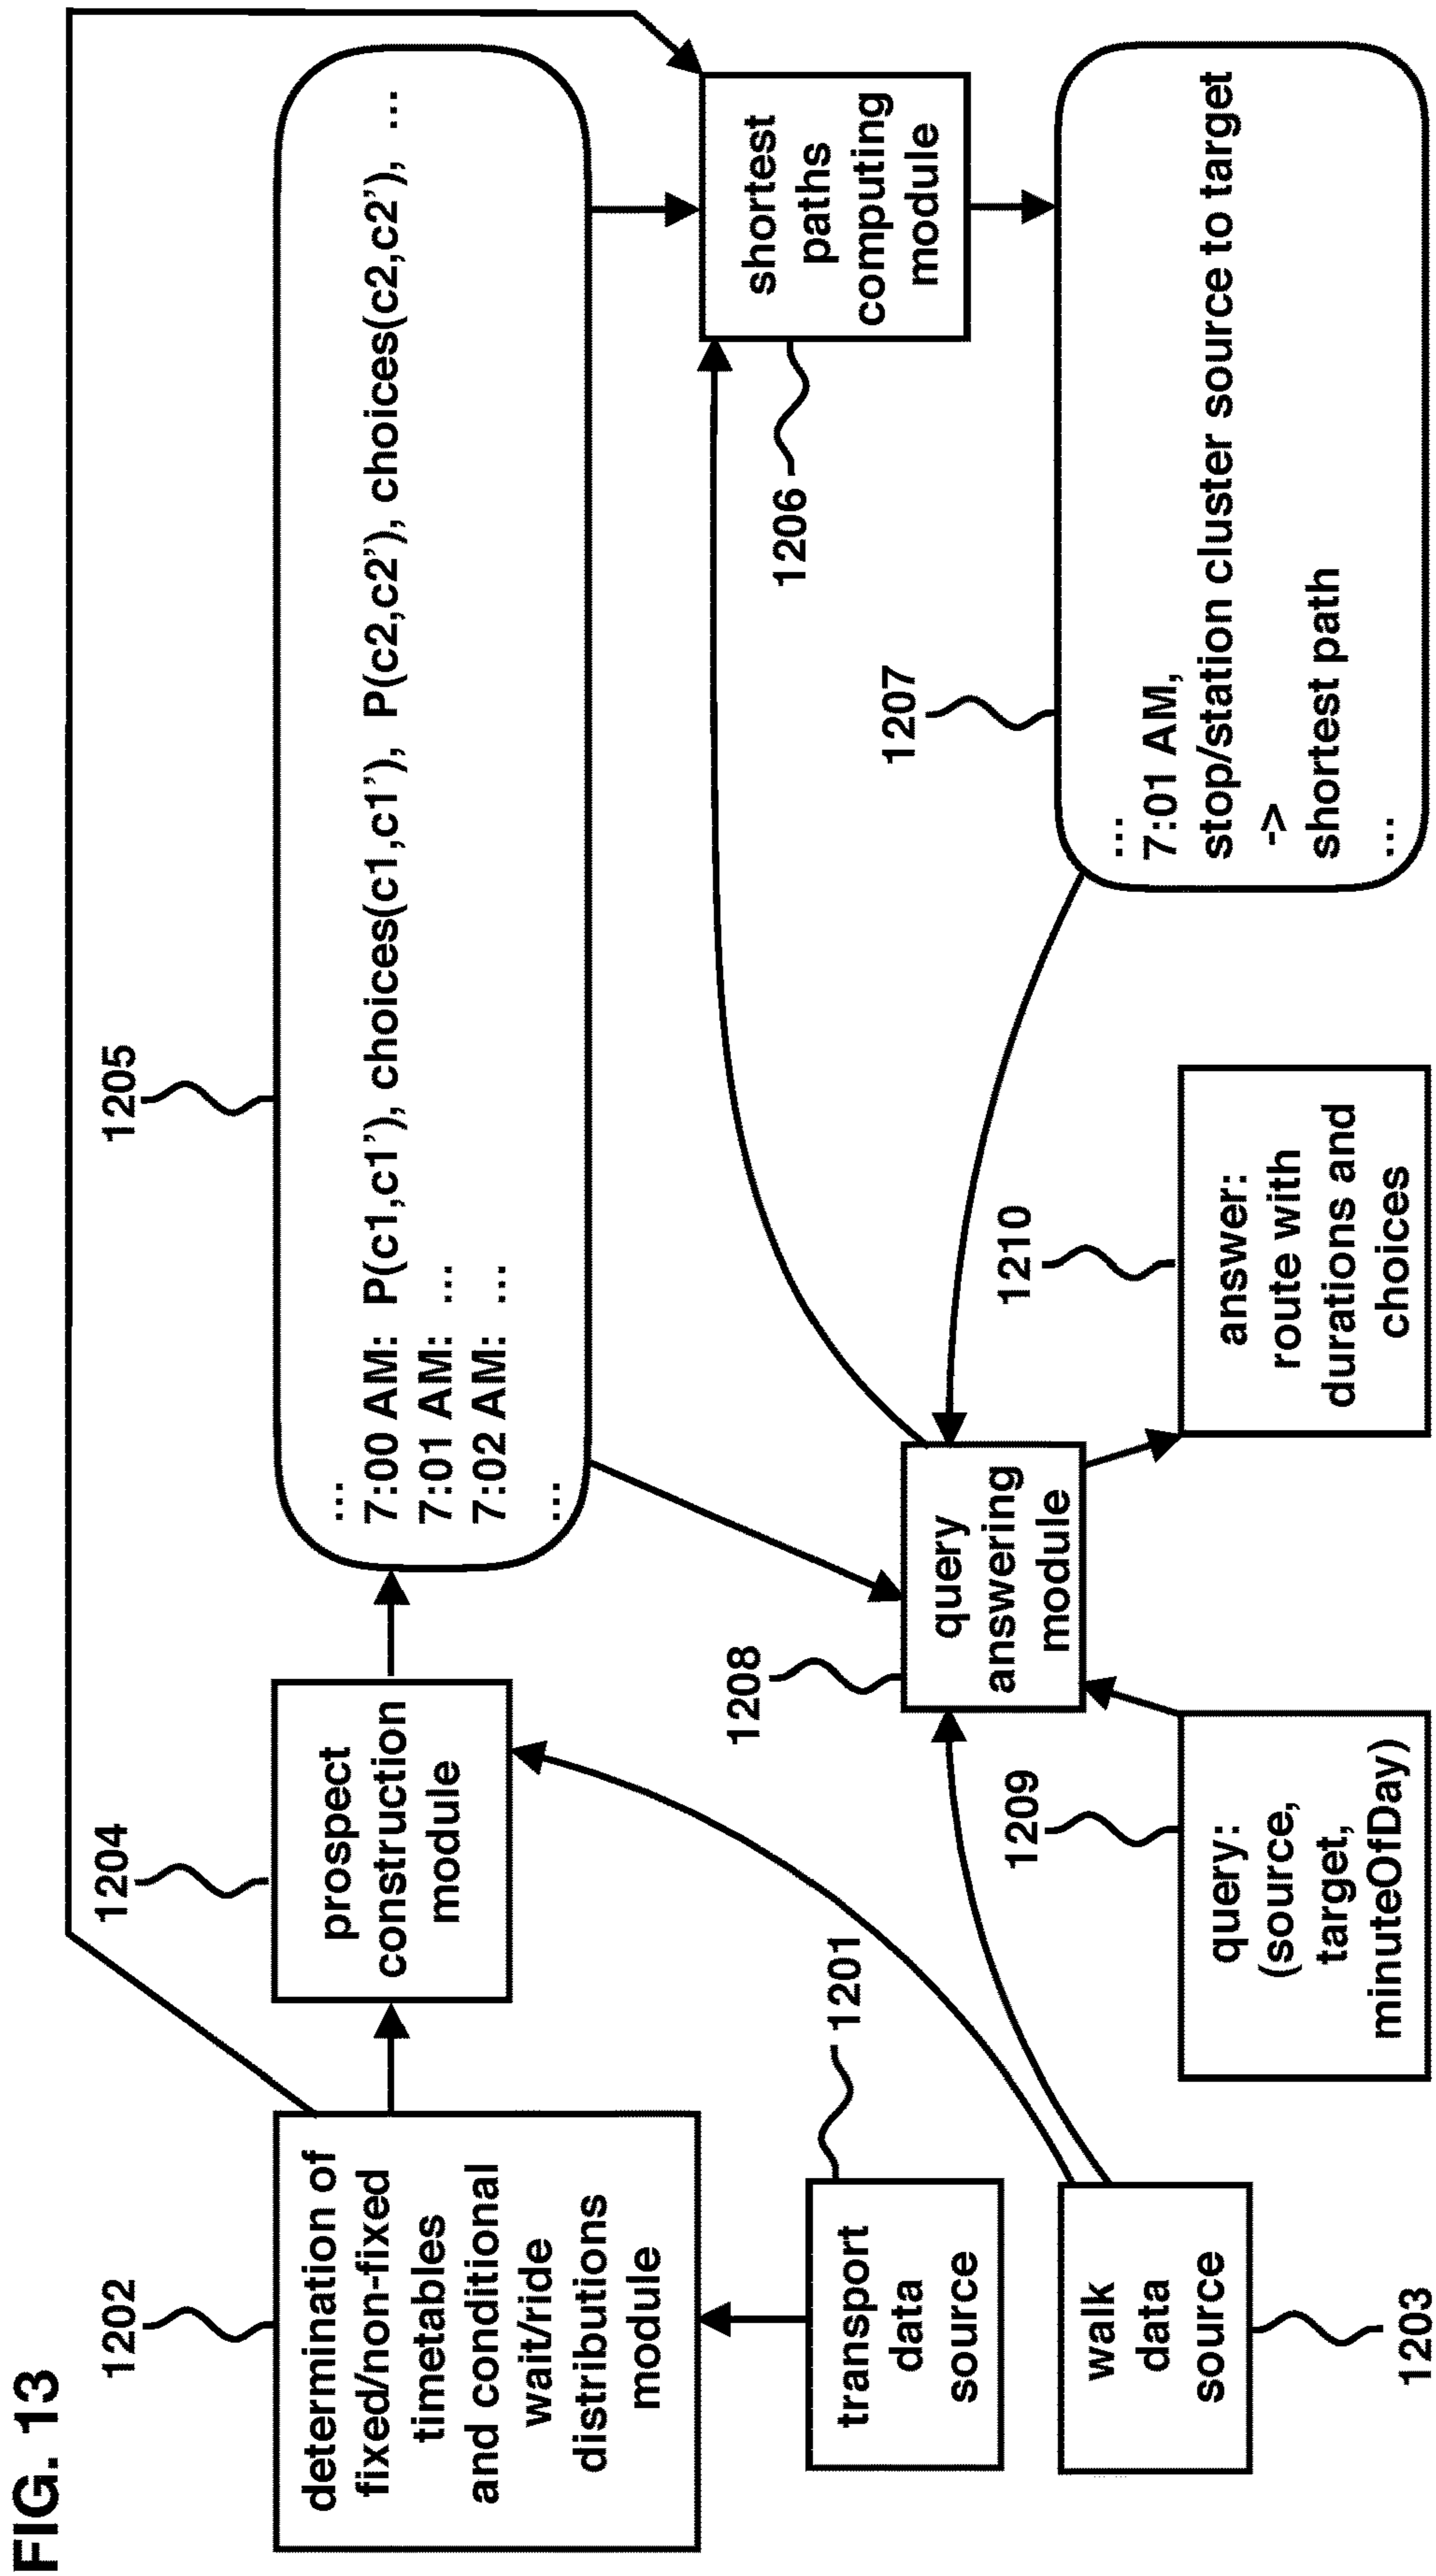 FIG. 13
1202
determination of
fixed/non-fixed
timetables
and conditional
wait/ride
distributions
module
1204
prospect
construction
module
1205
...
7:00 AM: P(c1,c1'), choices(c1,c1'), P(c2,c2'), choices(c2,c2'), ...
7:01 AM: ...
7:02 AM: ...
...
1201
transport
data
source
1203
walk
data
source
1208
query
answering
module
1209
query:
(source,
target,
minuteOfDay)
1210
answer:
route with
durations and
choices
1206
shortest
paths
computing
module
1207
...
7:01 AM,
stop/station cluster source to target
->
shortest path
...